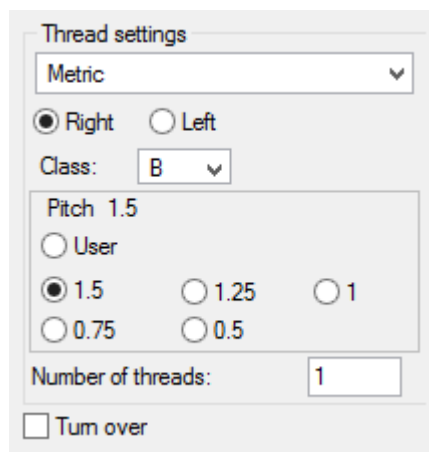 Thread settings
Metric
Right Left
Class: B
Pitch 1.5
User
1.5 1.25 1
0.75 0.5
Number of threads: 1
Turn over